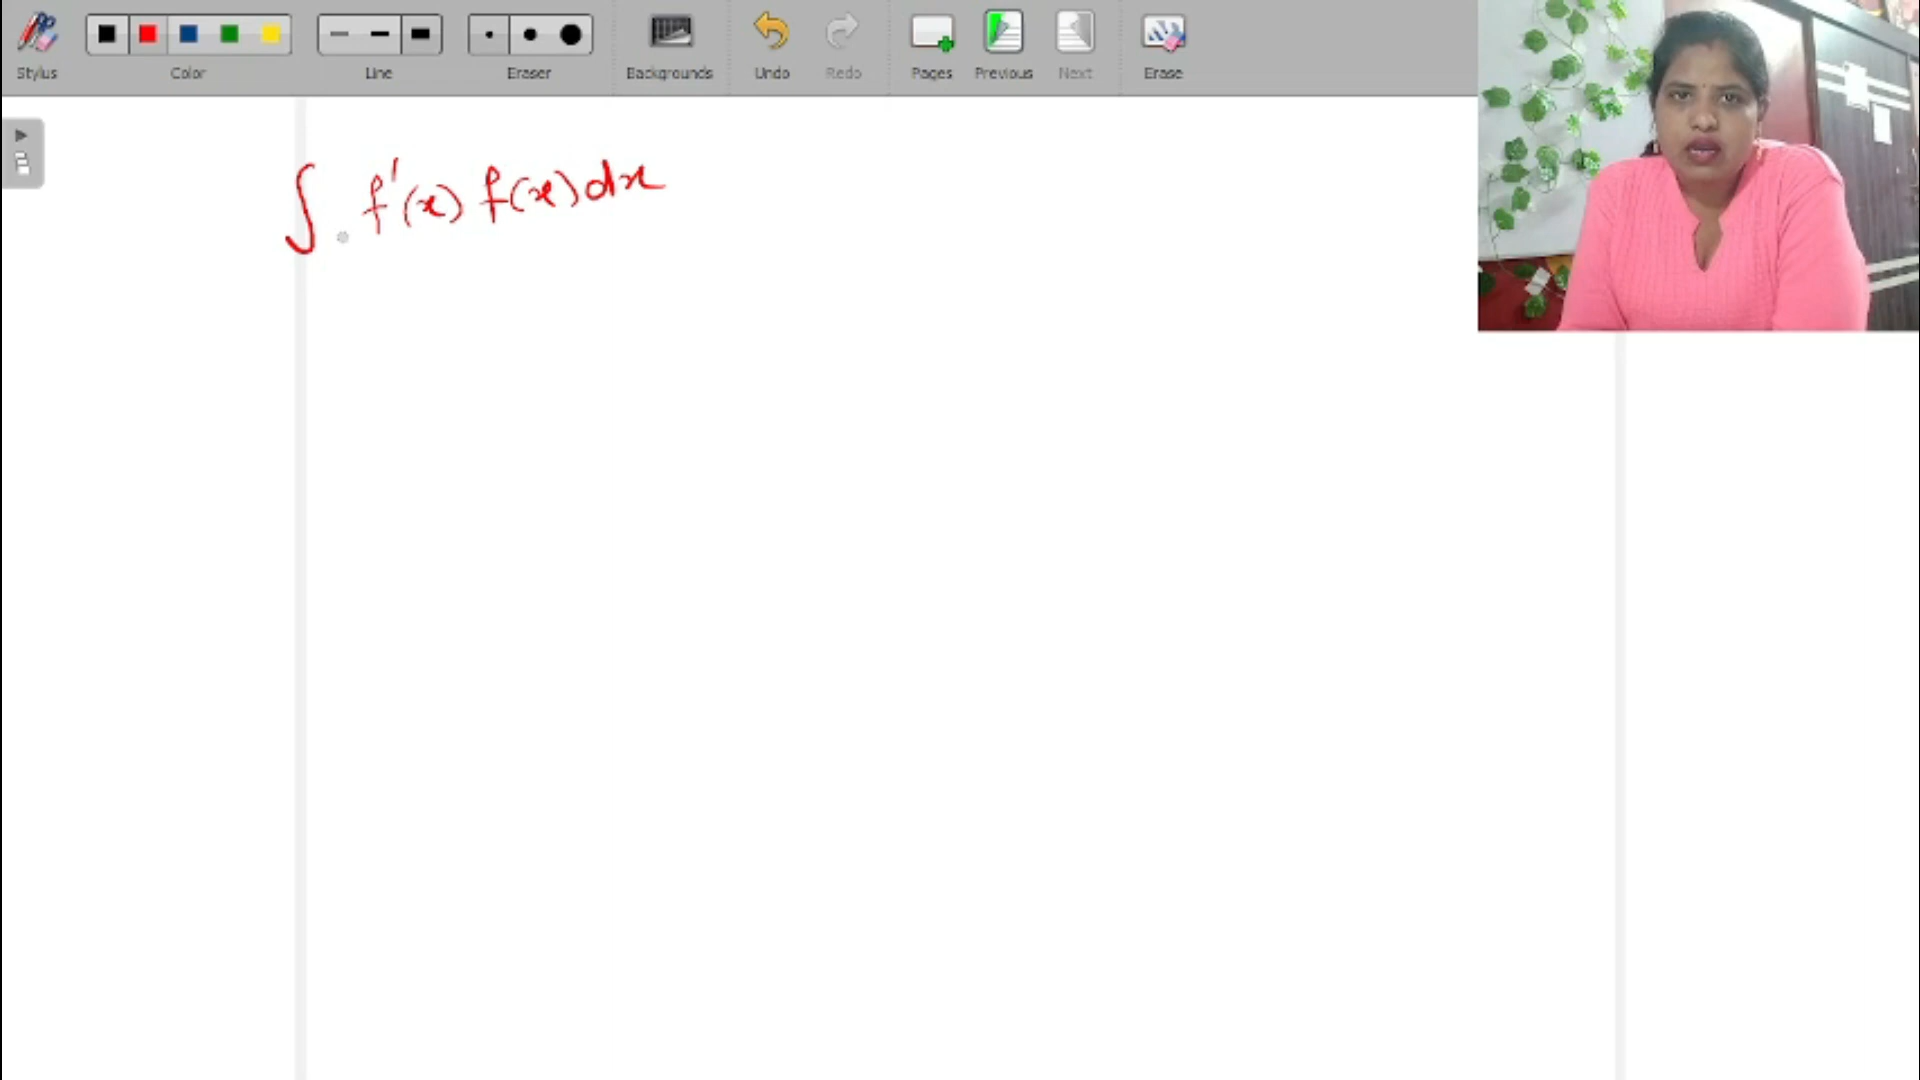 Stylus Color Line Eraser Backgrounds Undo Redo Pages Previous Next Erase
∫ f'(x) f(x)dx